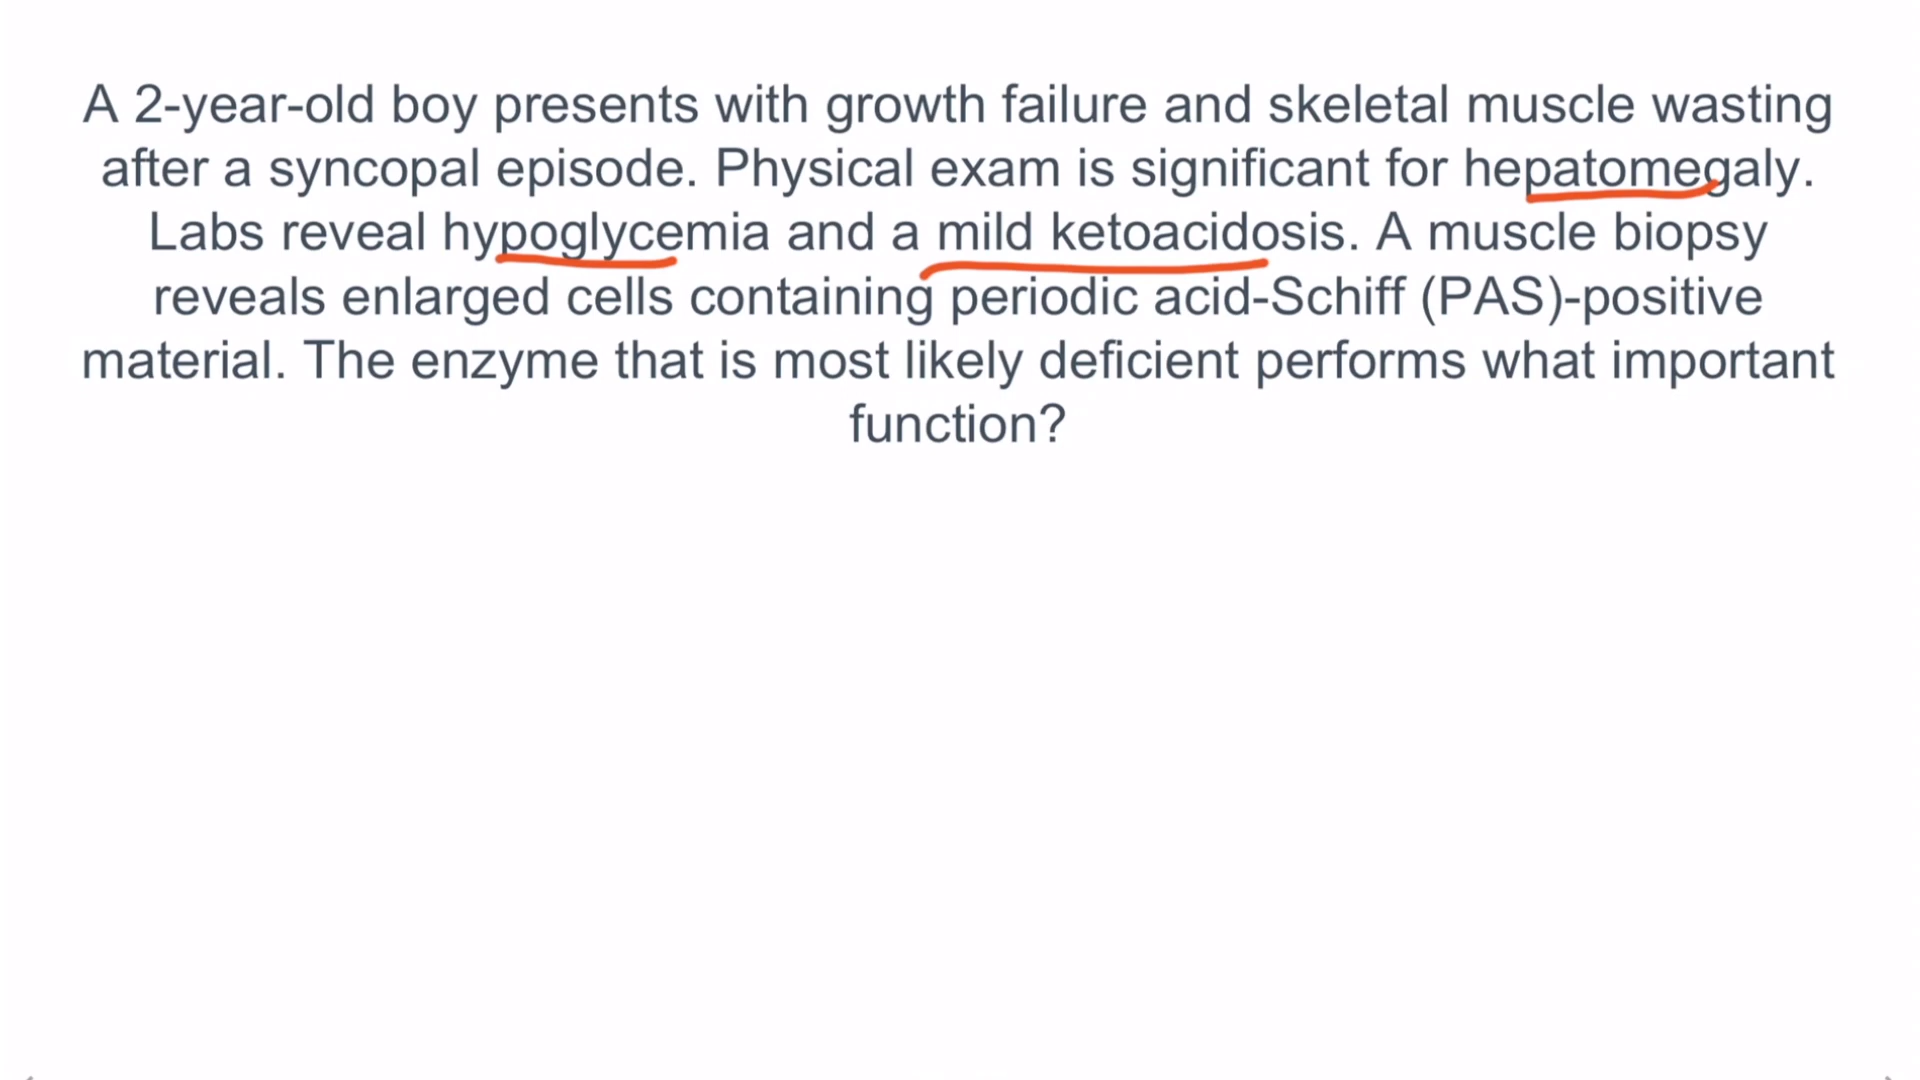 A 2-year-old boy presents with growth failure and skeletal muscle wasting
after a syncopal episode. Physical exam is significant for hepatomegaly.
Labs reveal hypoglycemia and a mild ketoacidosis. A muscle biopsy
reveals enlarged cells containing periodic acid-Schiff (PAS)-positive
material. The enzyme that is most likely deficient performs what important
function?